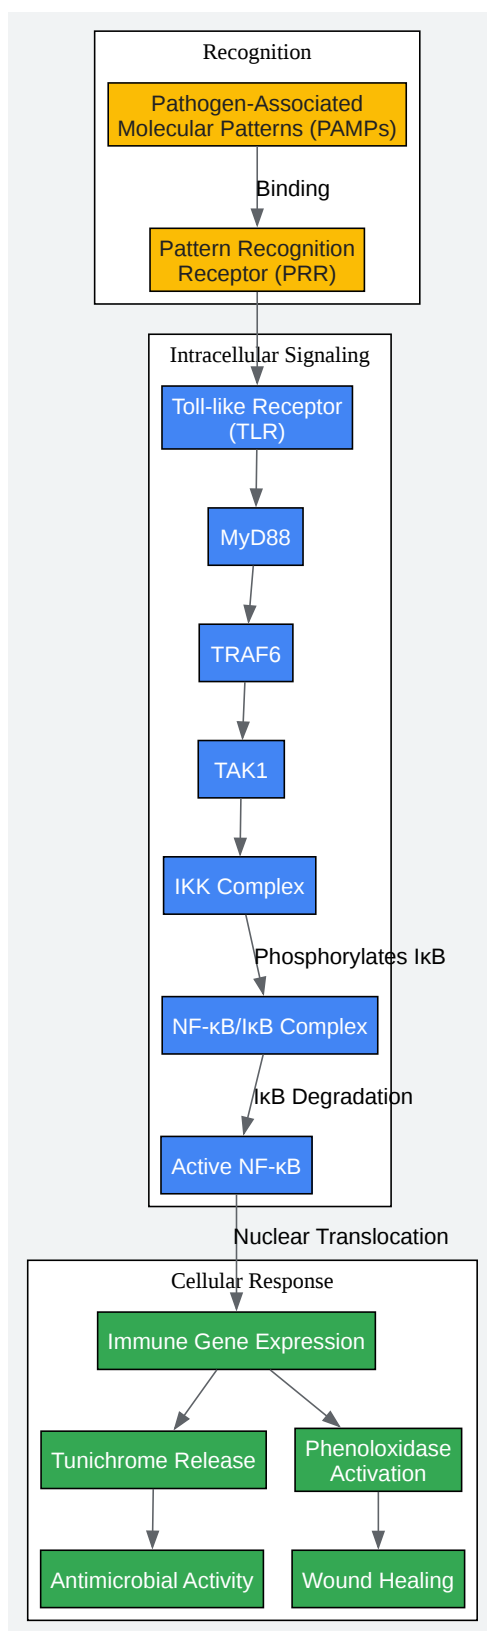 Recognition
Pathogen-Associated
Molecular Patterns (PAMPs)
Binding
Pattern Recognition
Receptor (PRR)
Intracellular Signaling
Toll-like Receptor
(TLR)
MyD88
TRAF6
TAK1
IKK Complex
Phosphorylates IκB
NF-κB/IκB Complex
IκB Degradation
Active NF-κB
Nuclear Translocation
Cellular Response
Immune Gene Expression
Tunichrome Release
Phenoloxidase
Activation
Antimicrobial Activity
Wound Healing